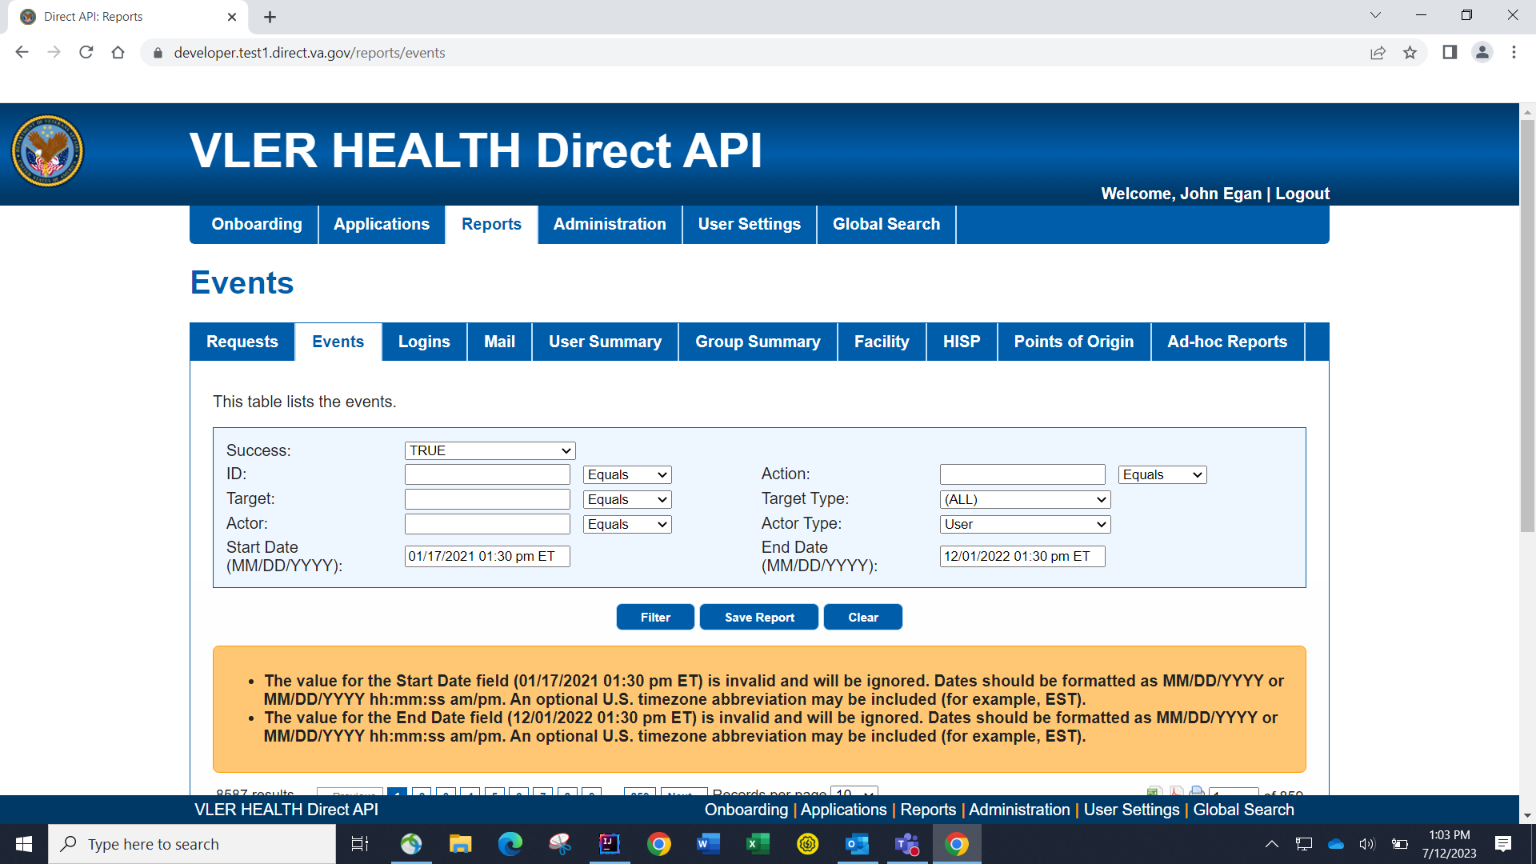 Direct API: Reports
developer.test1.direct.va.gov/reports/events
VLER HEALTH Direct API
Welcome, John Egan | Logout
Onboarding Applications Reports Administration User Settings Global Search
Events
Requests Events Logins Mail User Summary Group Summary Facility HISP Points of Origin Ad-hoc Reports
This table lists the events.
Success: TRUE
ID: Equals Action: Equals
Target: Equals Target Type: (ALL)
Actor: Equals Actor Type: User
Start Date (MM/DD/YYYY): 01/17/2021 01:30 pm ET End Date (MM/DD/YYYY): 12/01/2022 01:30 pm ET
Filter Save Report Clear
• The value for the Start Date field (01/17/2021 01:30 pm ET) is invalid and will be ignored. Dates should be formatted as MM/DD/YYYY or
MM/DD/YYYY hh:mm:ss am/pm. An optional U.S. timezone abbreviation may be included (for example, EST).
• The value for the End Date field (12/01/2022 01:30 pm ET) is invalid and will be ignored. Dates should be formatted as MM/DD/YYYY or
MM/DD/YYYY hh:mm:ss am/pm. An optional U.S. timezone abbreviation may be included (for example, EST).
8587 results Records per page 10 of 859
VLER HEALTH Direct API Onboarding | Applications | Reports | Administration | User Settings | Global Search
Type here to search
1:03 PM
7/12/2023